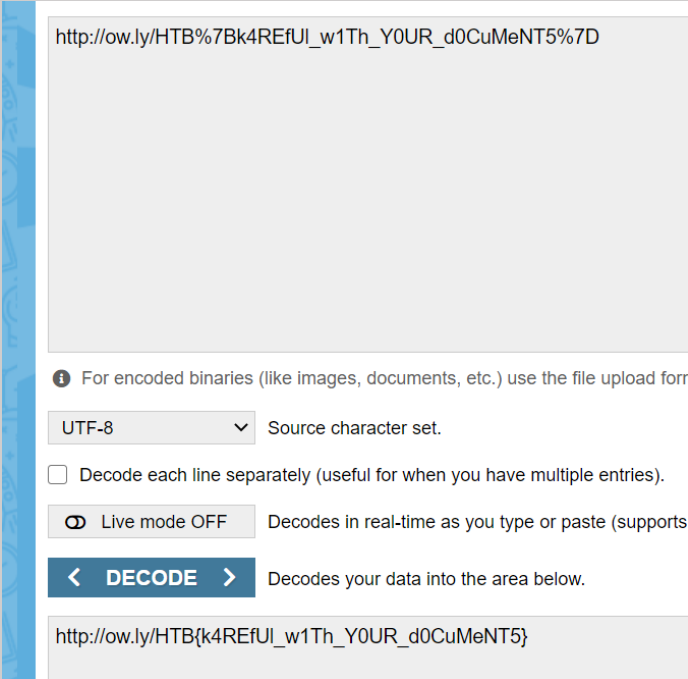 http://ow.ly/HTB%7Bk4REfUl_w1Th_Y0UR_d0CuMeNT5%7D
For encoded binaries (like images, documents, etc.) use the file upload
UTF-8 Source character set.
Decode each line separately (useful for when you have multiple entries).
Live mode OFF Decodes in real-time as you type or paste (supports
DECODE Decodes your data into the area below.
http://ow.ly/HTB{k4REfUl_w1Th_Y0UR_d0CuMeNT5}